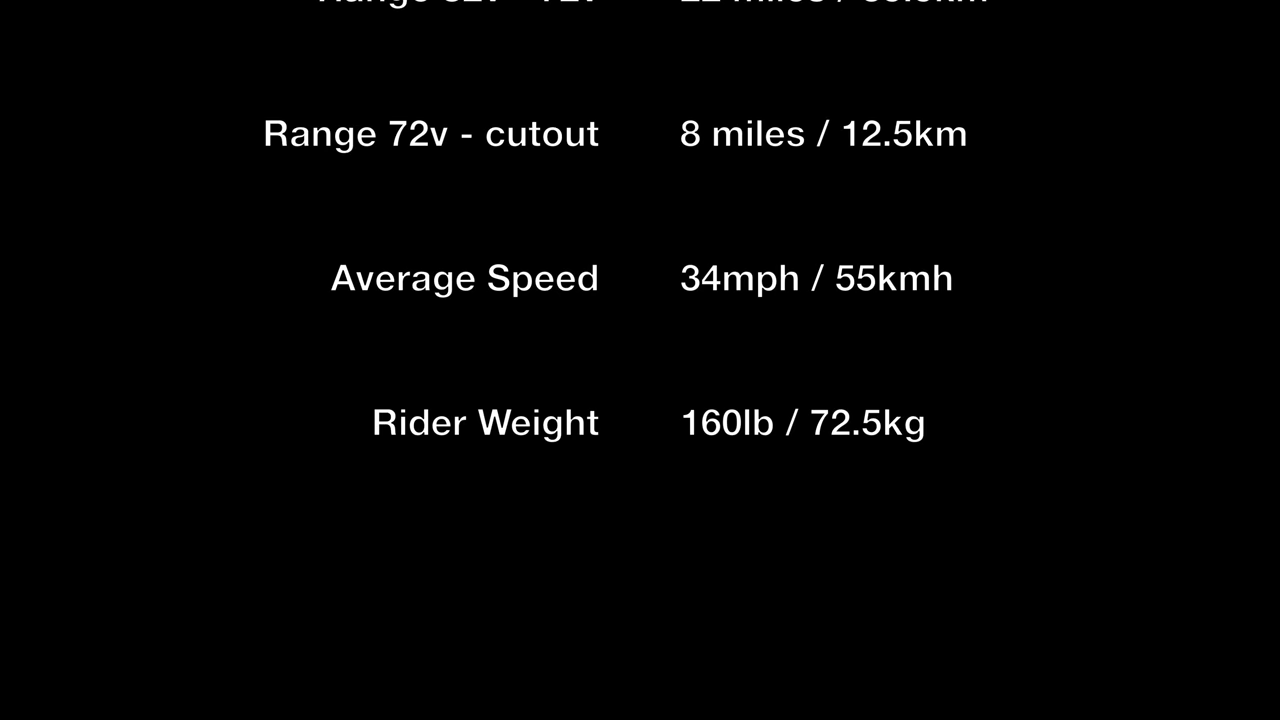 Range 72v - cutout 8 miles / 12.5km
Average Speed 34mph / 55kmh
Rider Weight 160lb / 72.5kg